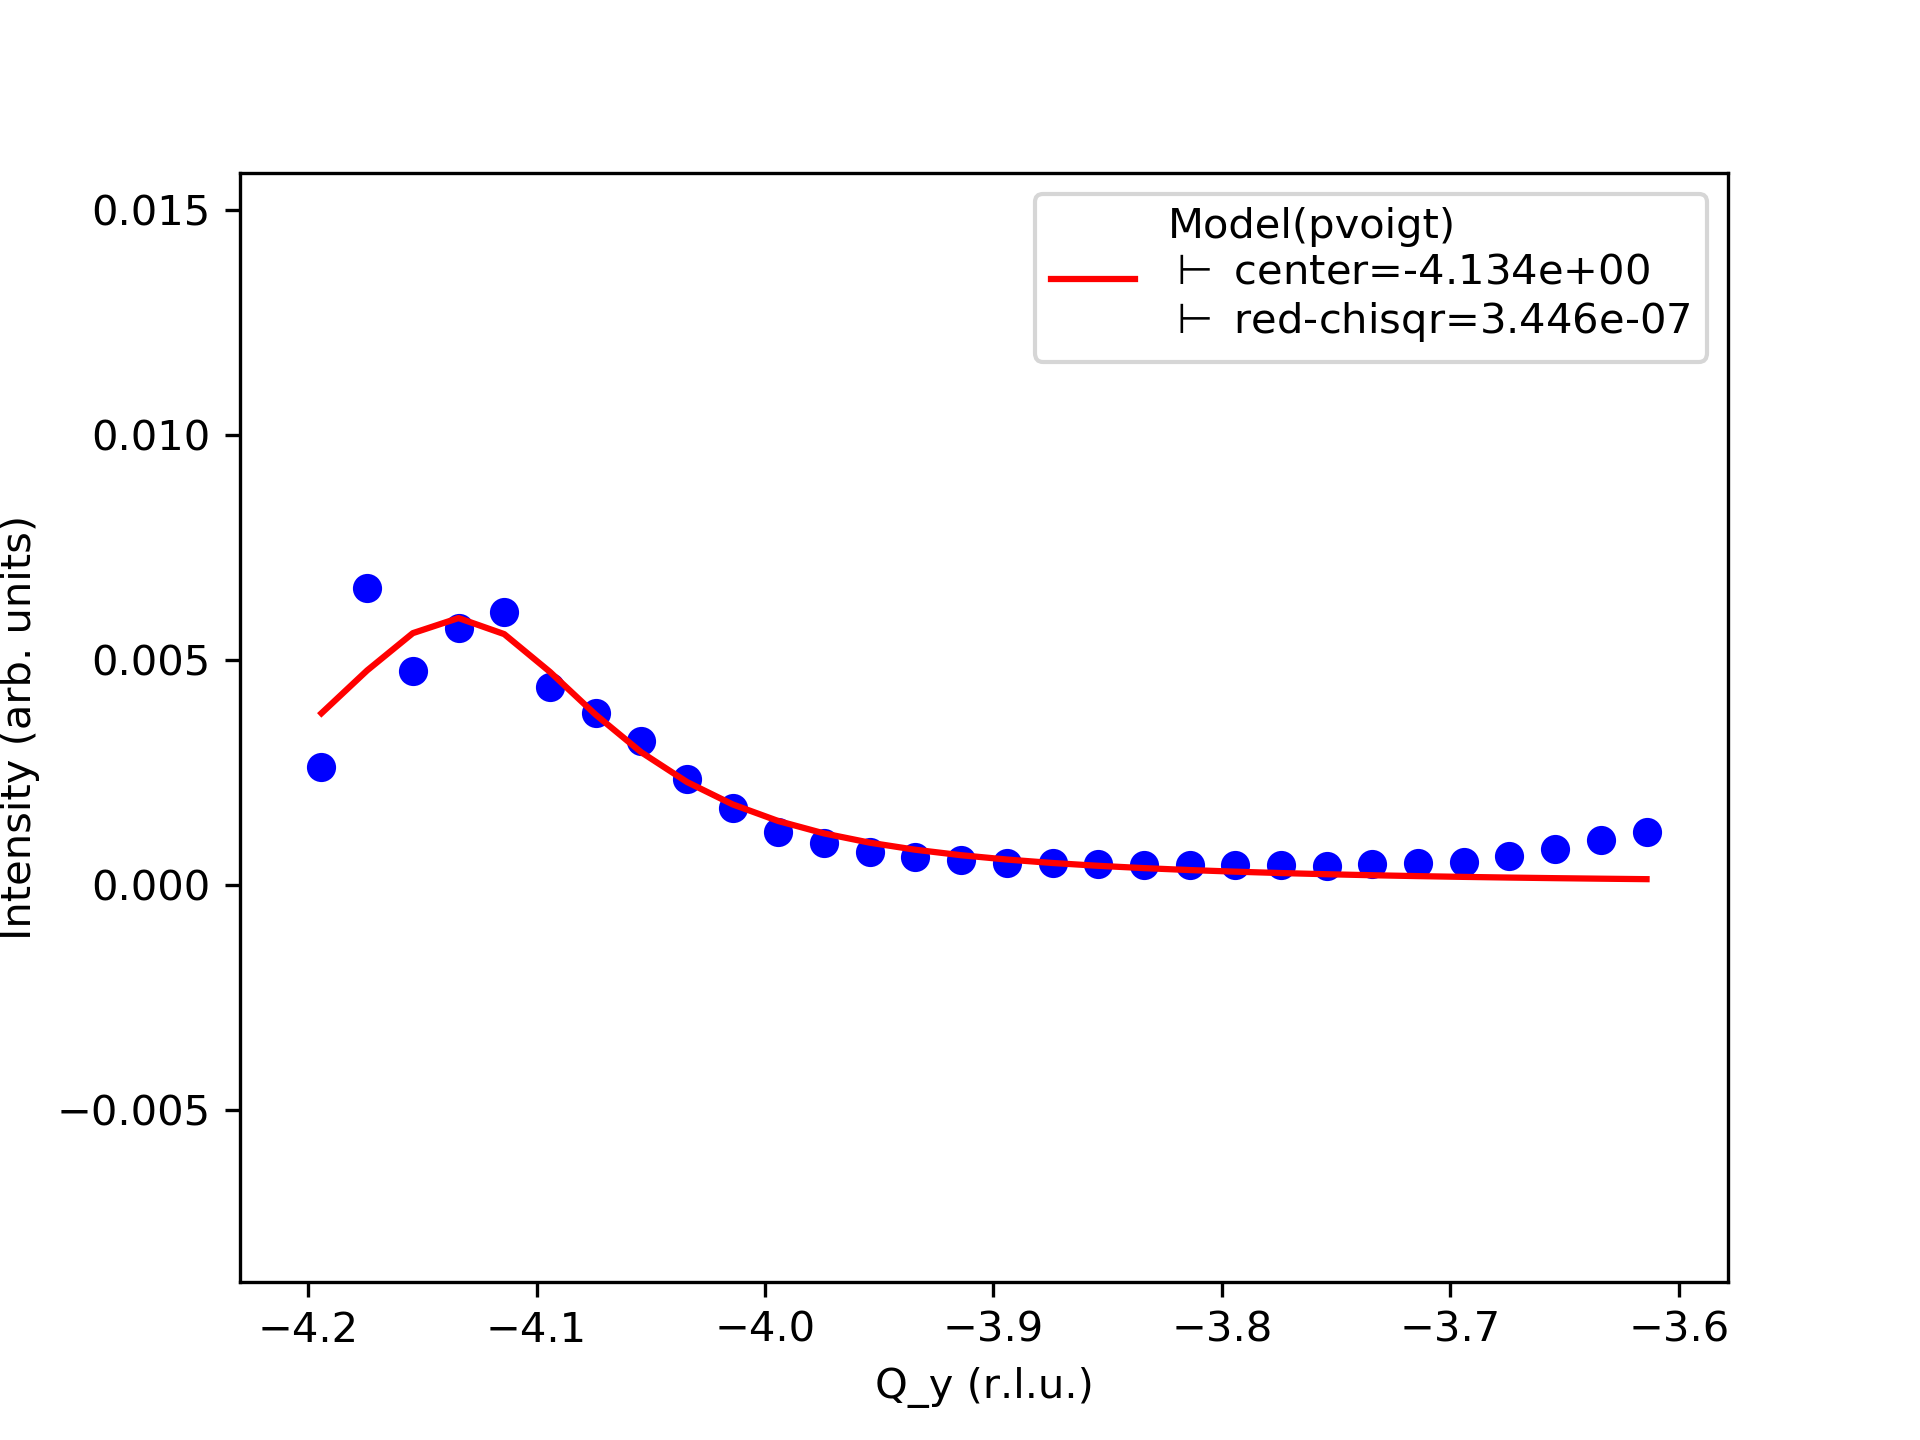 0.015
0.010
0.005
0.000
−0.005
Intensity (arb. units)
Model(pvoigt)
⊢ center=-4.134e+00
⊢ red-chisqr=3.446e-07
−4.2 −4.1 −4.0 −3.9 −3.8 −3.7 −3.6
Q_y (r.l.u.)